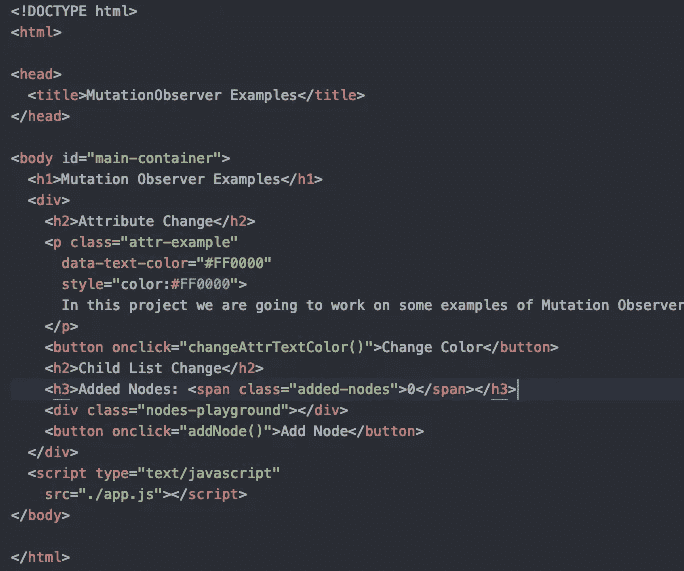 <!DOCTYPE html>
<html>
<head>
<title>MutationObserver Examples</title>
</head>
<body id="main-container">
<h1>Mutation Observer Examples</h1>
<div>
<h2>Attribute Change</h2>
<p class="attr-example"
data-text-color="#FF0000"
style="color:#FF0000">
In this project we are going to work on some examples of Mutation Observer
</p>
<button onclick="changeAttrTextColor()">Change Color</button>
<h2>Child List Change</h2>
<h3>Added Nodes: <span class="added-nodes">0</span></h3>
<div class="nodes-playground"></div>
<button onclick="addNode()">Add Node</button>
</div>
<script type="text/javascript"
src="./app.js"></script>
</body>
</html>